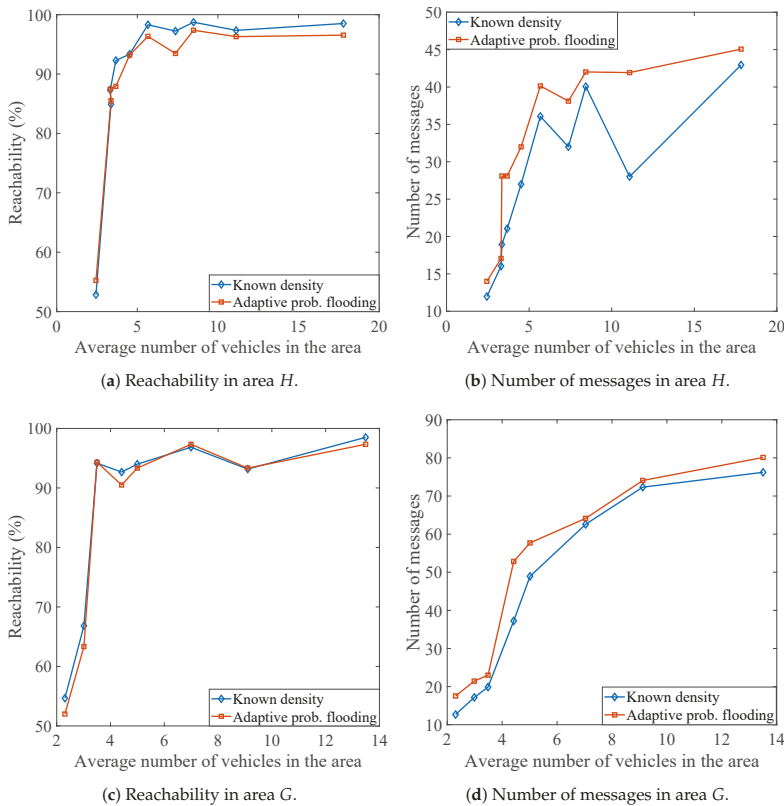 100
90
80
70
60
50
0
5
10
15
20
Reachability (%)
Average number of vehicles in the area
Known density
Adaptive prob. flooding
(a) Reachability in area H.
50
45
40
35
30
25
20
15
10
0
5
10
15
20
Number of messages
Average number of vehicles in the area
Known density
Adaptive prob. flooding
(b) Number of messages in area H.
100
90
80
70
60
50
2
4
6
8
10
12
14
Reachability (%)
Average number of vehicles in the area
Known density
Adaptive prob. flooding
(c) Reachability in area G.
90
80
70
60
50
40
30
20
10
2
4
6
8
10
12
14
Number of messages
Average number of vehicles in the area
Known density
Adaptive prob. flooding
(d) Number of messages in area G.